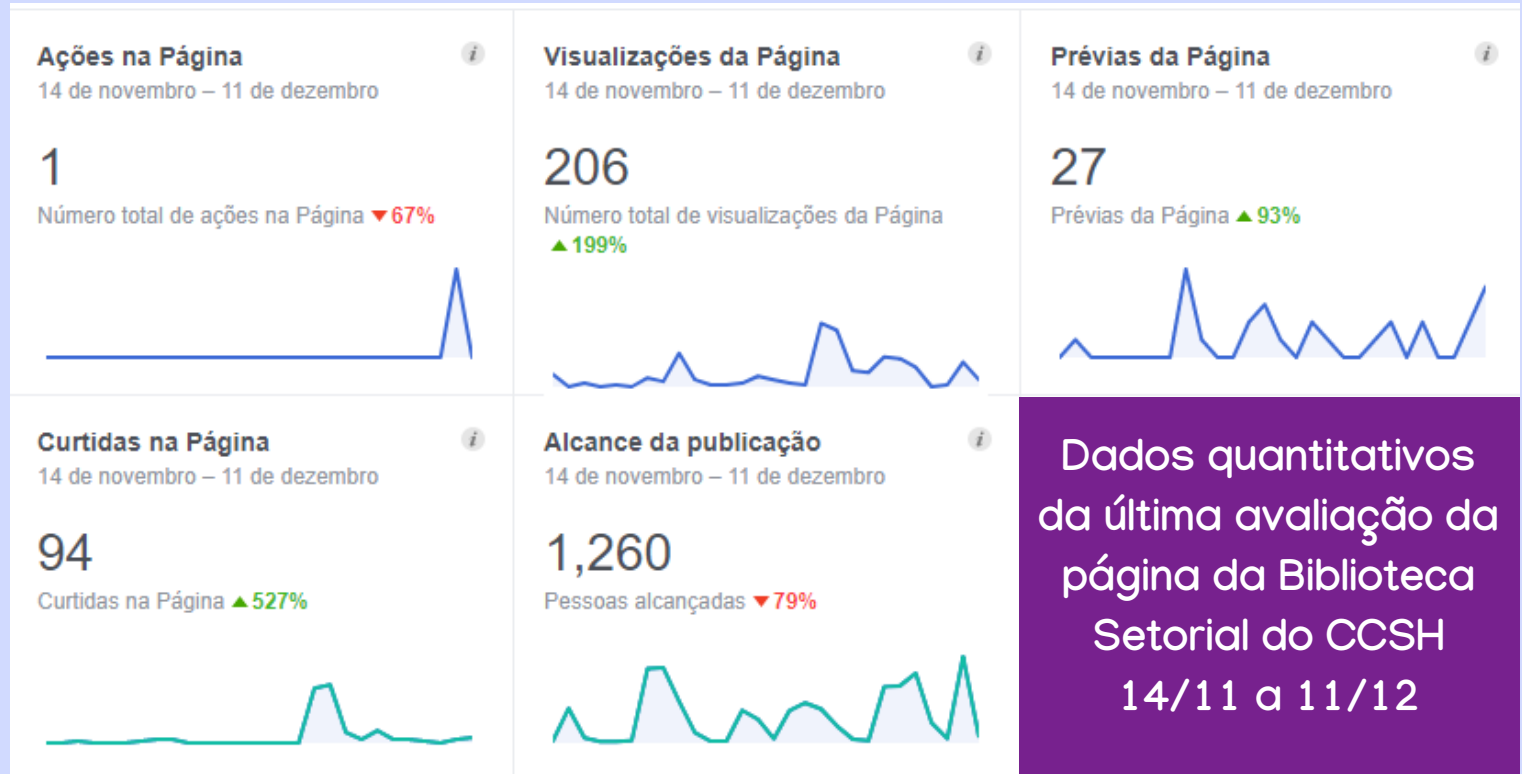 Ações na Página
14 de novembro – 11 de dezembro
1
Número total de ações na Página ▼67%
Visualizações da Página
14 de novembro – 11 de dezembro
206
Número total de visualizações da Página
▲199%
Prévias da Página
14 de novembro – 11 de dezembro
27
Prévias da Página ▲93%
Curtidas na Página
14 de novembro – 11 de dezembro
94
Curtidas na Página ▲527%
Alcance da publicação
14 de novembro – 11 de dezembro
1,260
Pessoas alcançadas ▼79%
Dados quantitativos
da última avaliação da
página da Biblioteca
Setorial do CCSH
14/11 a 11/12